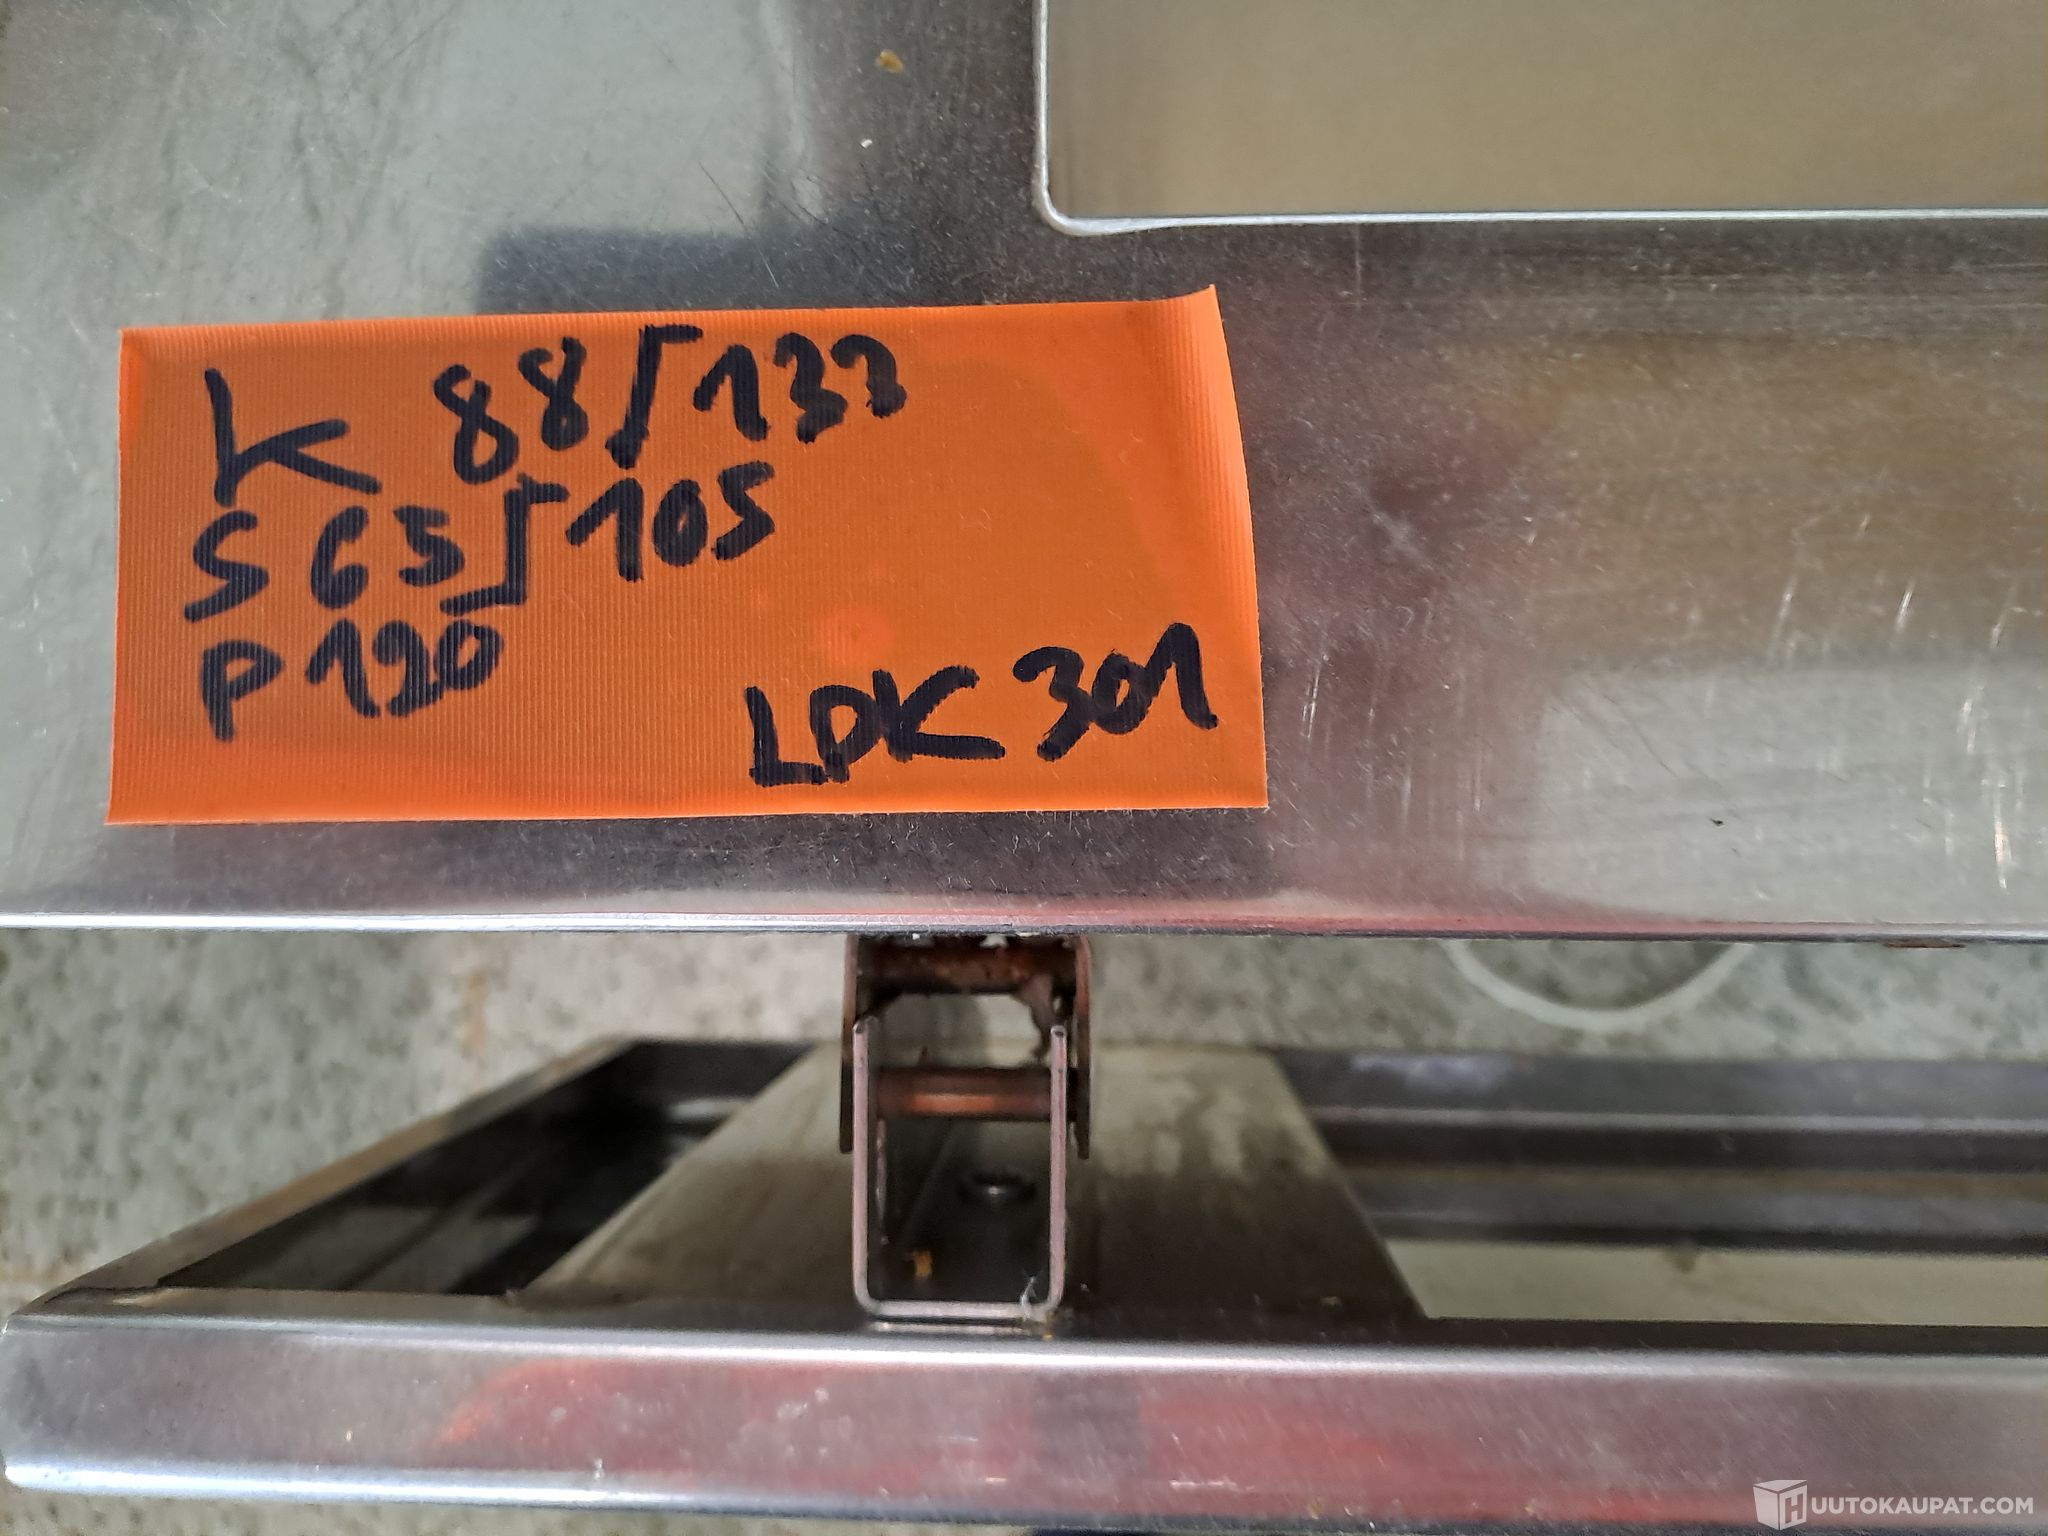 K 88/133
S 65/105
P 120
LDK 301
HUUTOKAUPAT.COM